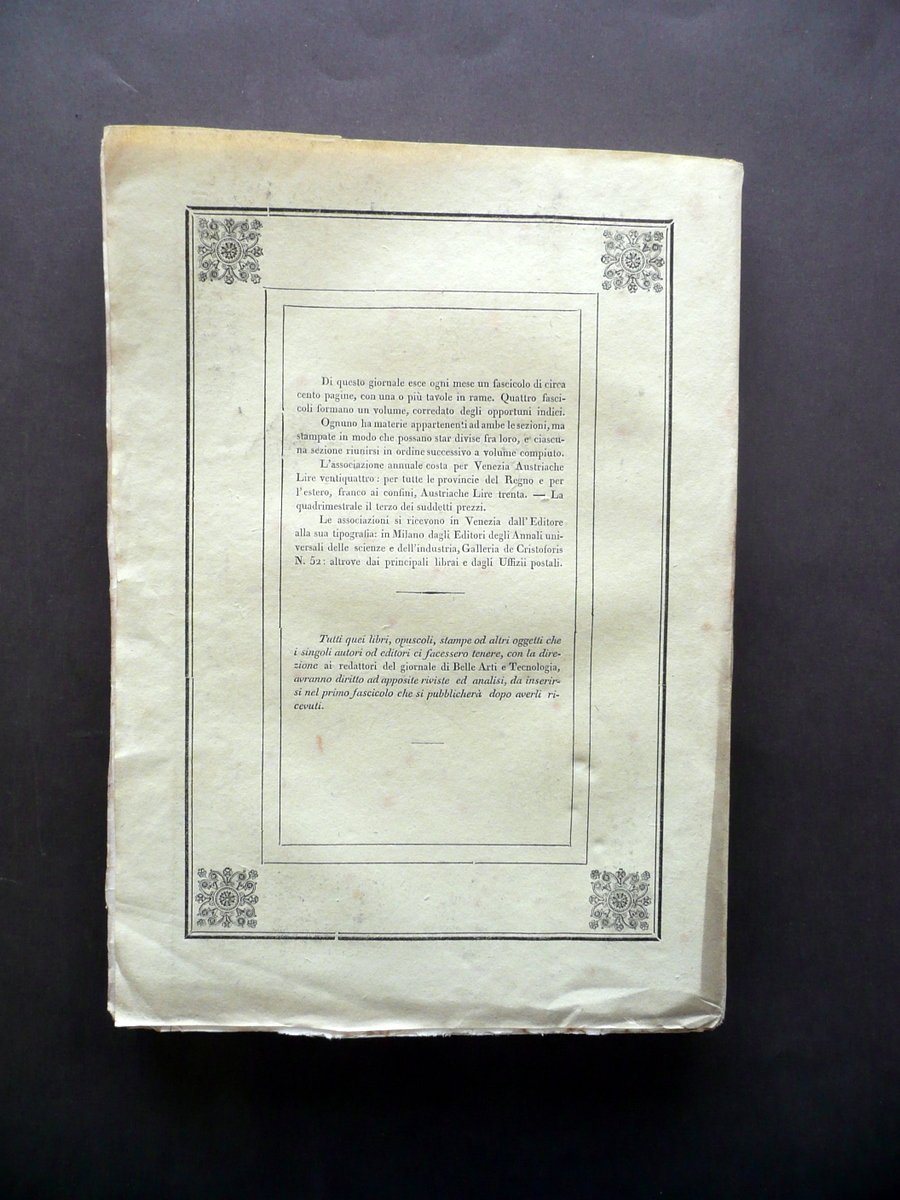 Di questo giornale esce ogni mese un fascicolo di circa
cento pagine, con una o più tavole in rame. Quattro fasci-
coli formano un volume, corredato degli opportuni indici.
Ognuno ha materie appartenenti ad ambe le sezioni, ma
stampate in modo che possano star divise fra loro, e ciascu-
na sezione riunirsi in ordine successivo a volume compiuto.
L'associazione annuale costa per Venezia Austriache
Lire ventiquattro: per tutte le provincie del Regno e per
l'estero, franco ai confini, Austriache Lire trenta. — La
quadrimestrale il terzo dei suddetti prezzi.
Le associazioni si ricevono in Venezia dall'Editore
alla sua tipografia: in Milano dagli Editori degli Annali uni-
versali delle scienze e dell'industria, Galleria de Cristoforis
N. 52: altrove dai principali librai e dagli Uffizii postali.
Tutti quei libri, opuscoli, stampe od altri oggetti che
i singoli autori od editori ci facessero tenere, con la dire-
zione ai redattori del giornale di Belle Arti e Tecnologia,
avranno diritto ad apposite riviste ed analisi, da inserir-
si nel primo fascicolo che si pubblicherà dopo averli ri-
cevuti.